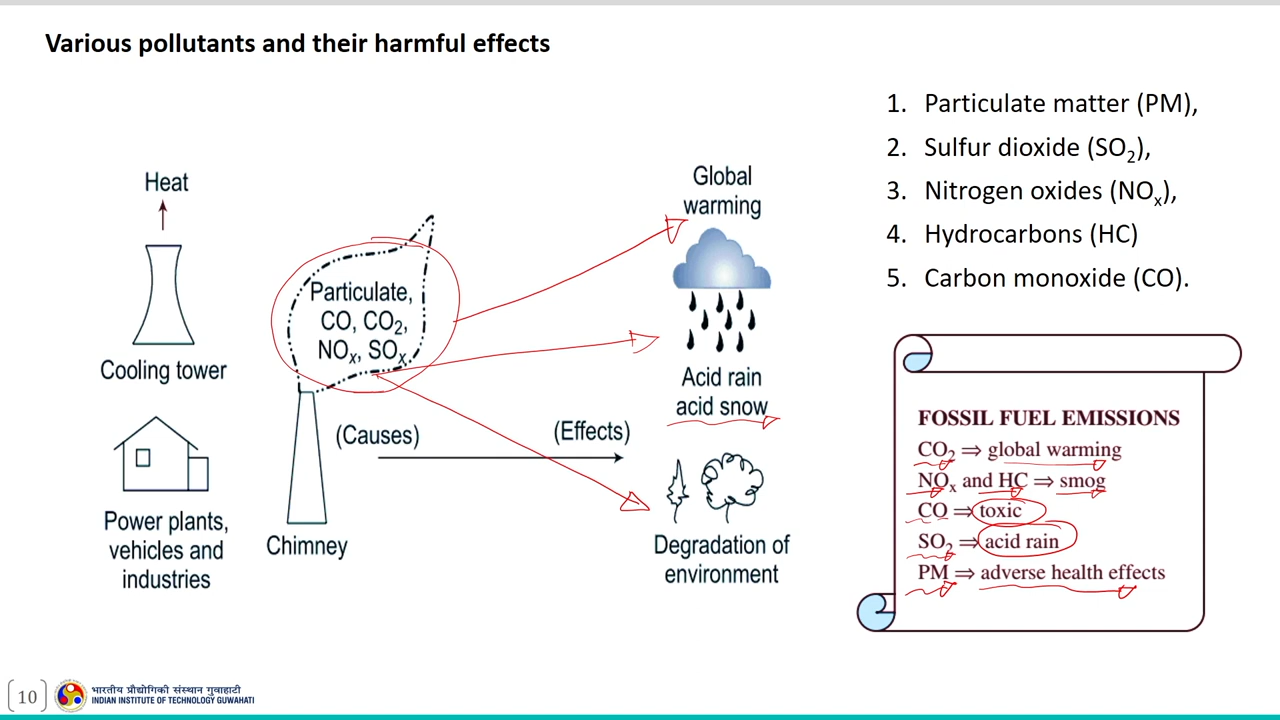 Various pollutants and their harmful effects
1. Particulate matter (PM),
2. Sulfur dioxide (SO₂),
3. Nitrogen oxides (NOₓ),
4. Hydrocarbons (HC)
5. Carbon monoxide (CO).
Heat
Cooling tower
Power plants,
vehicles and
industries
Particulate,
CO, CO₂,
NOₓ, SOₓ
Chimney
(Causes)
(Effects)
Global
warming
Acid rain
acid snow
Degradation of
environment
FOSSIL FUEL EMISSIONS
CO₂ ⇒ global warming
NOₓ and HC ⇒ smog
CO ⇒ toxic
SO₂ ⇒ acid rain
PM ⇒ adverse health effects
10
भारतीय प्रौद्योगिकी संस्थान गुवाहाटी
INDIAN INSTITUTE OF TECHNOLOGY GUWAHATI